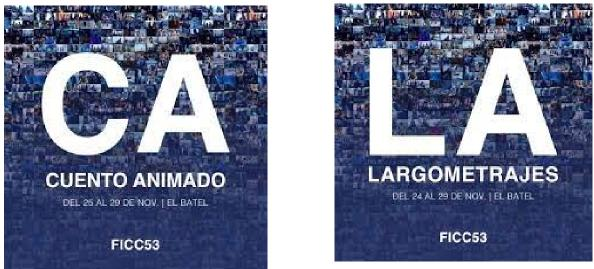 CA
CUENTO ANIMADO
DEL 25 AL 29 DE NOV. | EL BATEL
FICC53
LA
LARGOMETRAJES
DEL 24 AL 29 DE NOV. | EL BATEL
FICC53